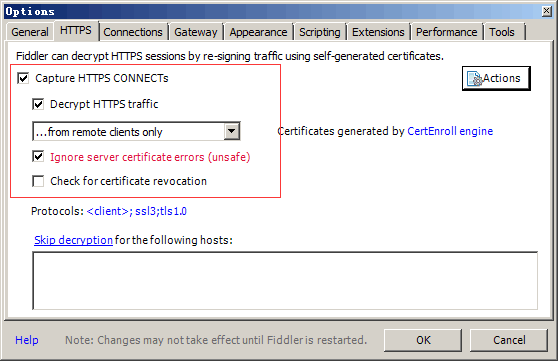 Options
General HTTPS Connections Gateway Appearance Scripting Extensions Performance Tools
Fiddler can decrypt HTTPS sessions by re-signing traffic using self-generated certificates.
Capture HTTPS CONNECTs
Actions
Decrypt HTTPS traffic
...from remote clients only
Certificates generated by CertEnroll engine
Ignore server certificate errors (unsafe)
Check for certificate revocation
Protocols: <client>; ssl3;tls1.0
Skip decryption for the following hosts:
Help Note: Changes may not take effect until Fiddler is restarted. OK Cancel